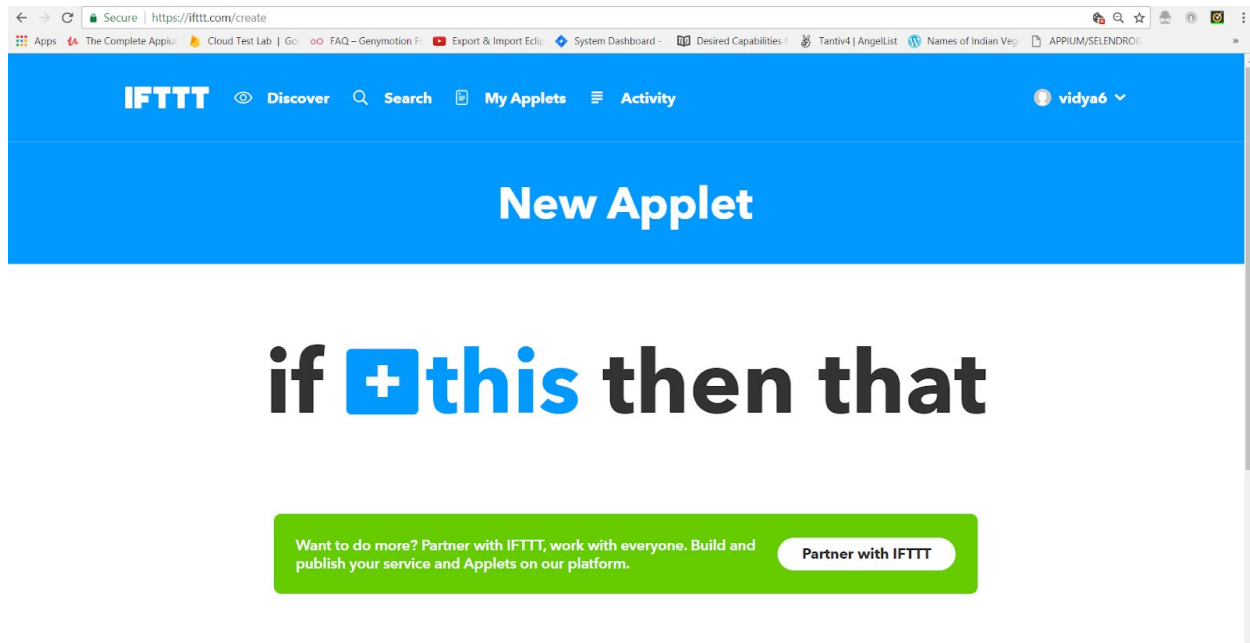 Secure https://ifttt.com/create
Apps The Complete Appiu Cloud Test Lab | Go FAQ – Genymotion F Export & Import Eclip System Dashboard - Desired Capabilities f Tantiv4 | AngelList Names of Indian Veg APPIUM/SELENDROI »
IFTTT Discover Search My Applets Activity vidya6
New Applet
if +this then that
Want to do more? Partner with IFTTT, work with everyone. Build and
publish your service and Applets on our platform.
Partner with IFTTT